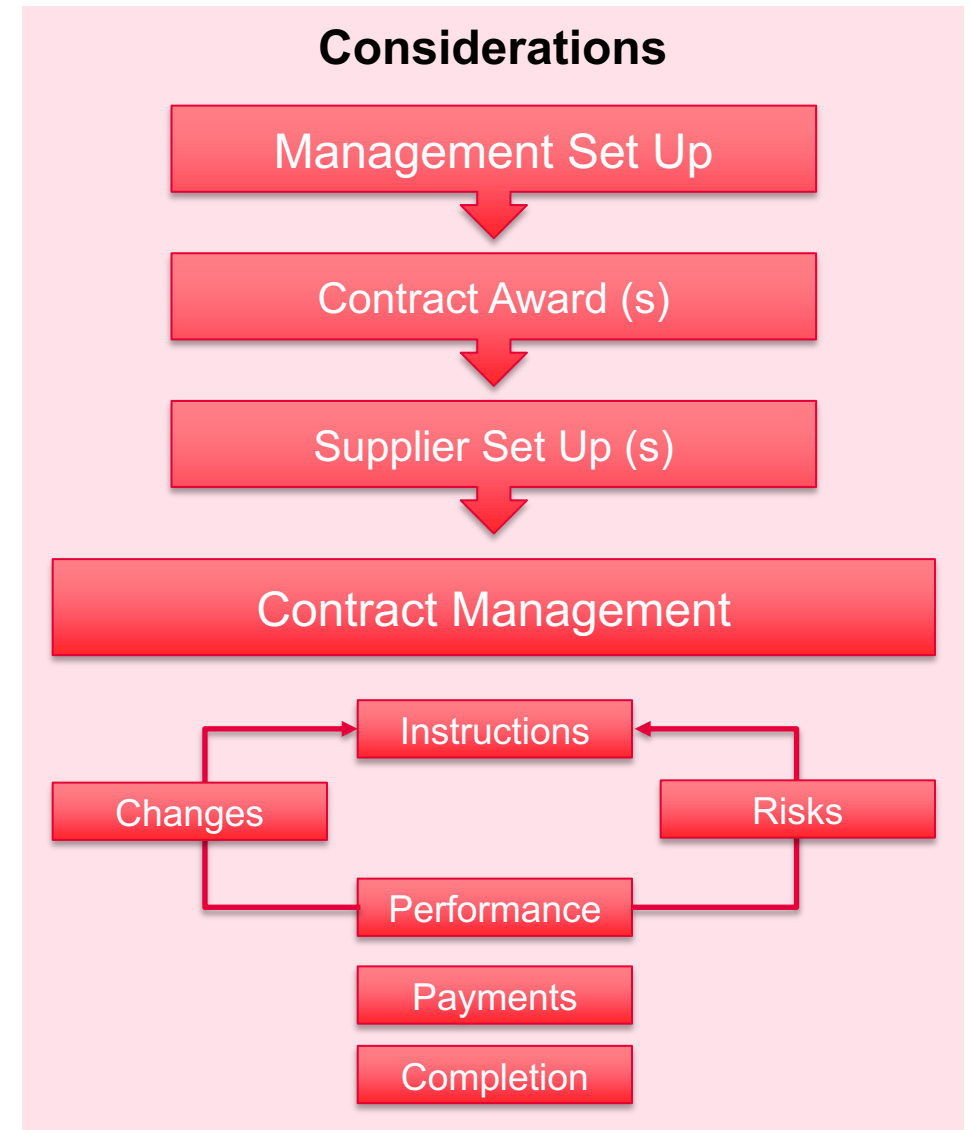 Considerations
Management Set Up
Contract Award (s)
Supplier Set Up (s)
Contract Management
Instructions
Changes
Risks
Performance
Payments
Completion